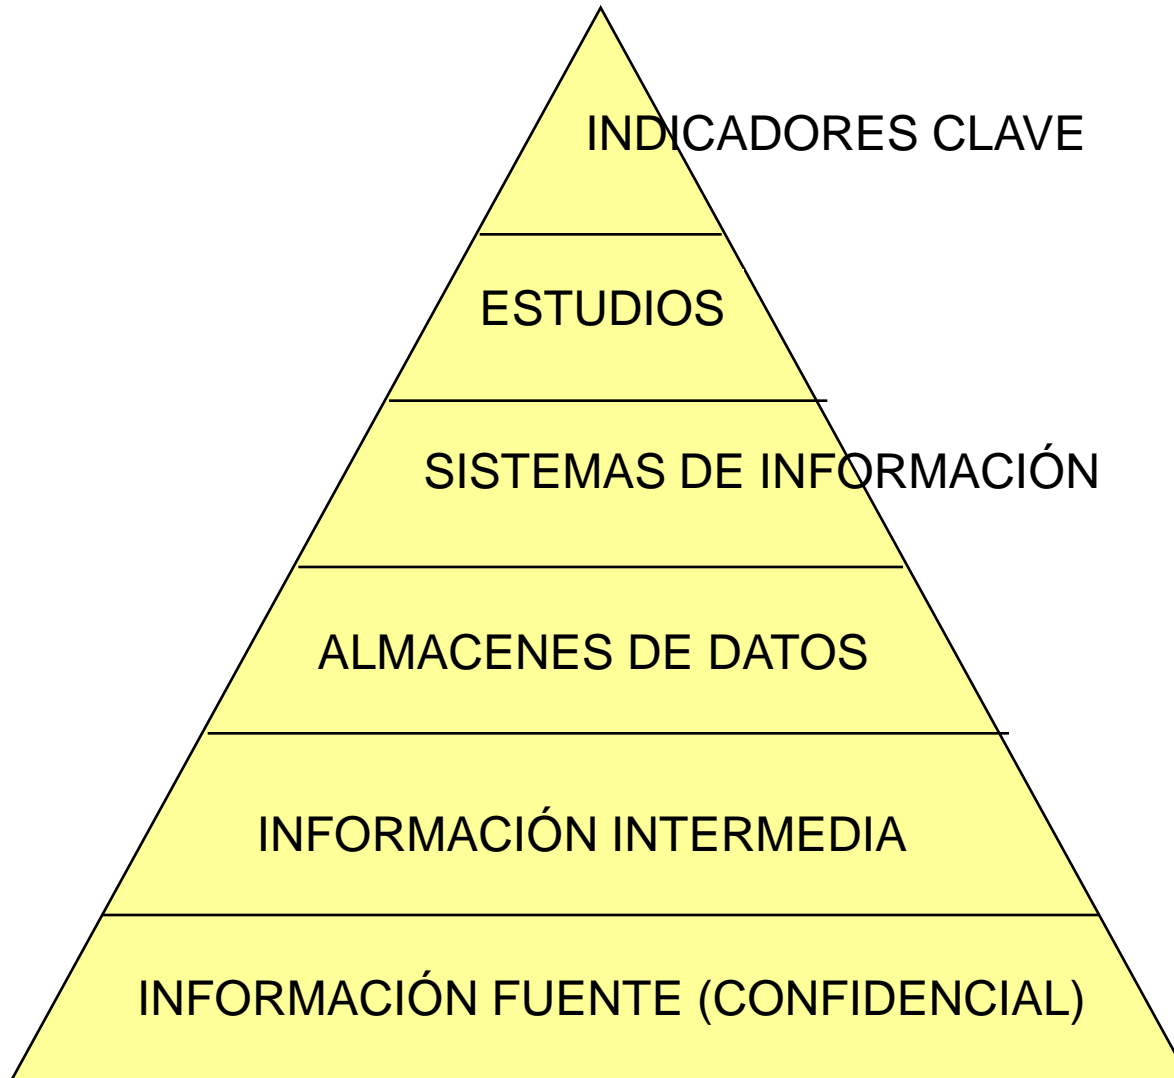 INDICADORES CLAVE
ESTUDIOS
SISTEMAS DE INFORMACIÓN
ALMACENES DE DATOS
INFORMACIÓN INTERMEDIA
INFORMACIÓN FUENTE (CONFIDENCIAL)